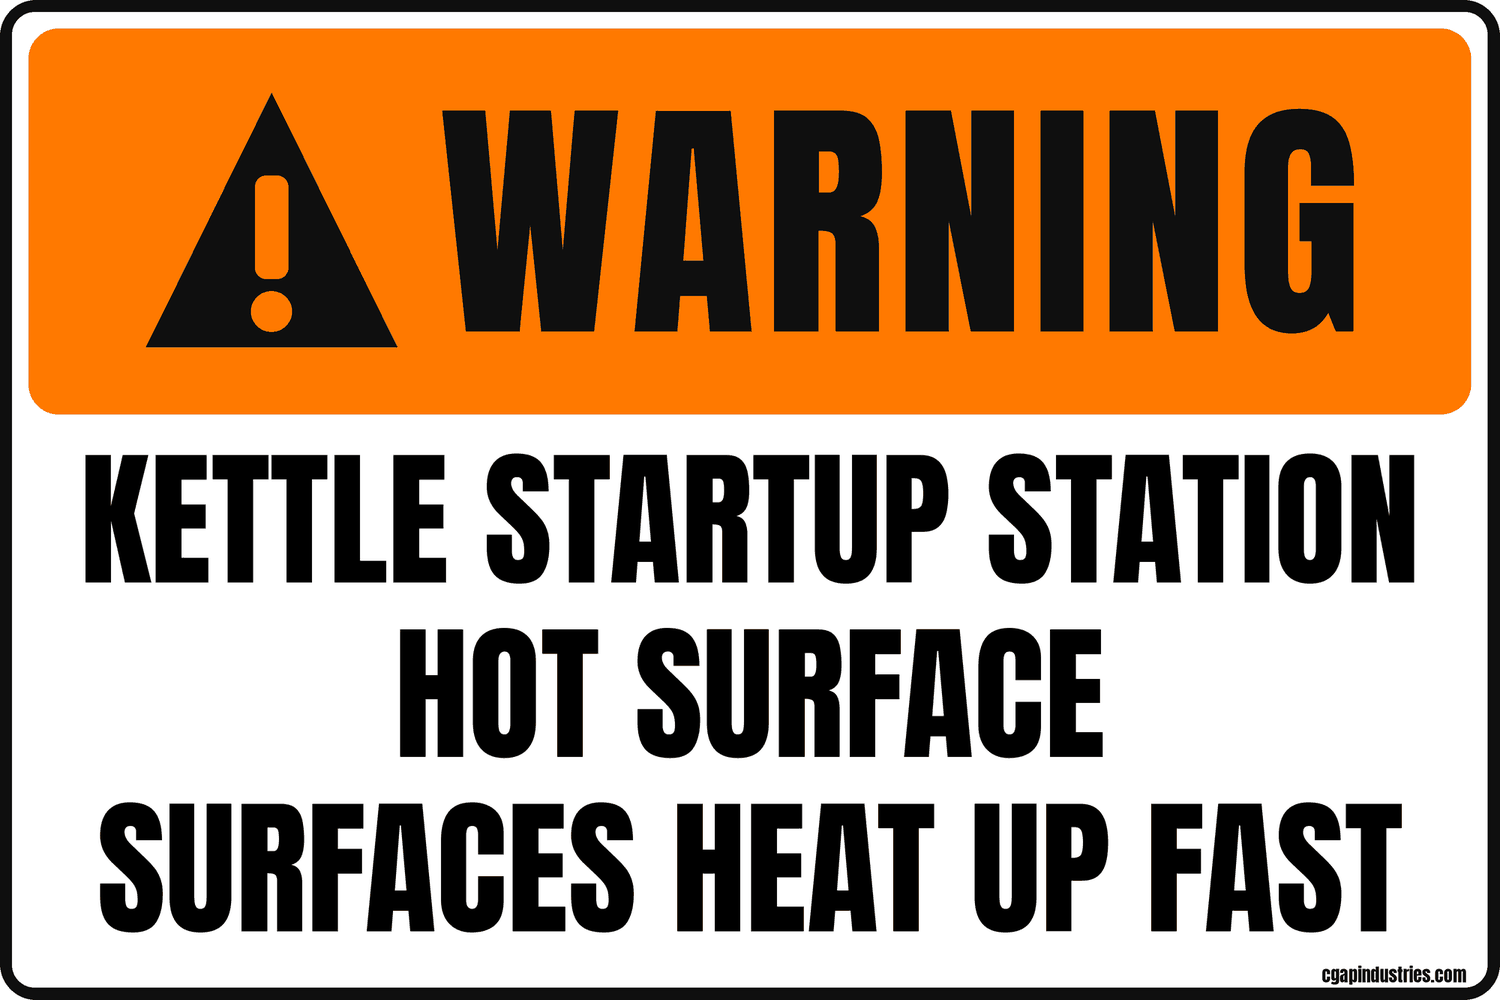 WARNING
KETTLE STARTUP STATION
HOT SURFACE
SURFACES HEAT UP FAST
cgapindustries.com